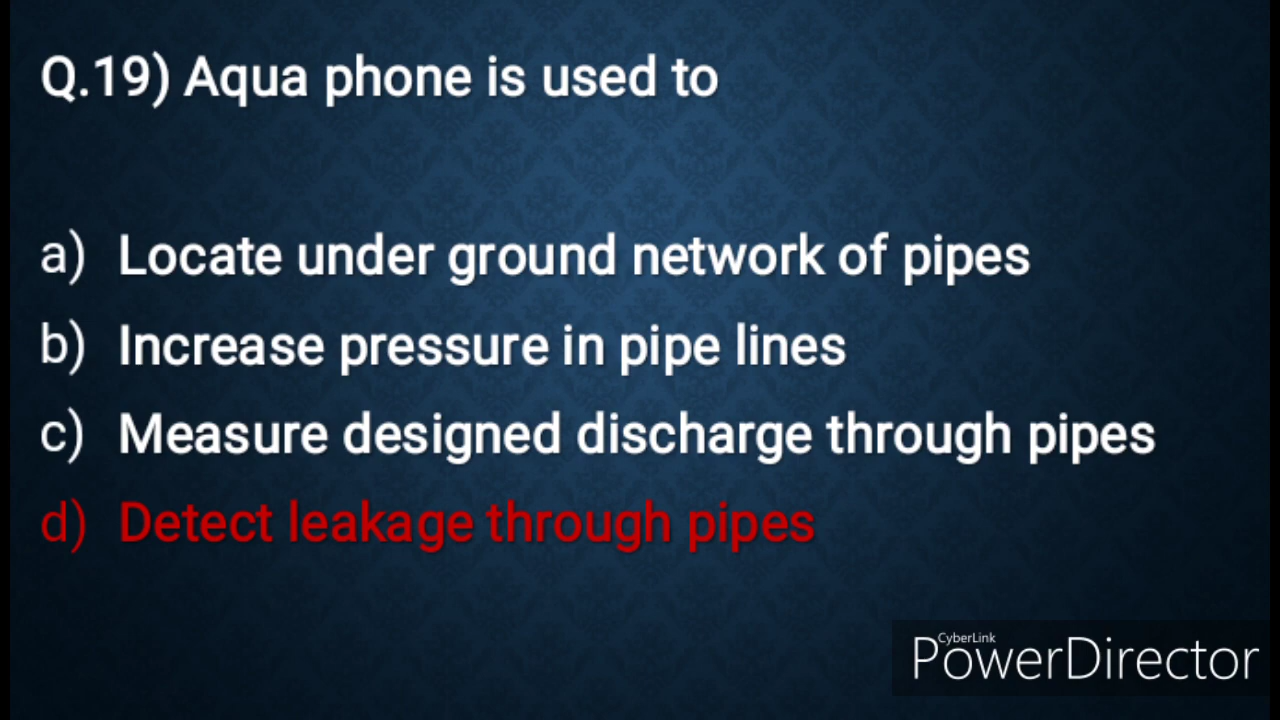 Q.19) Aqua phone is used to
a) Locate under ground network of pipes
b) Increase pressure in pipe lines
c) Measure designed discharge through pipes
d) Detect leakage through pipes
CyberLink
PowerDirector